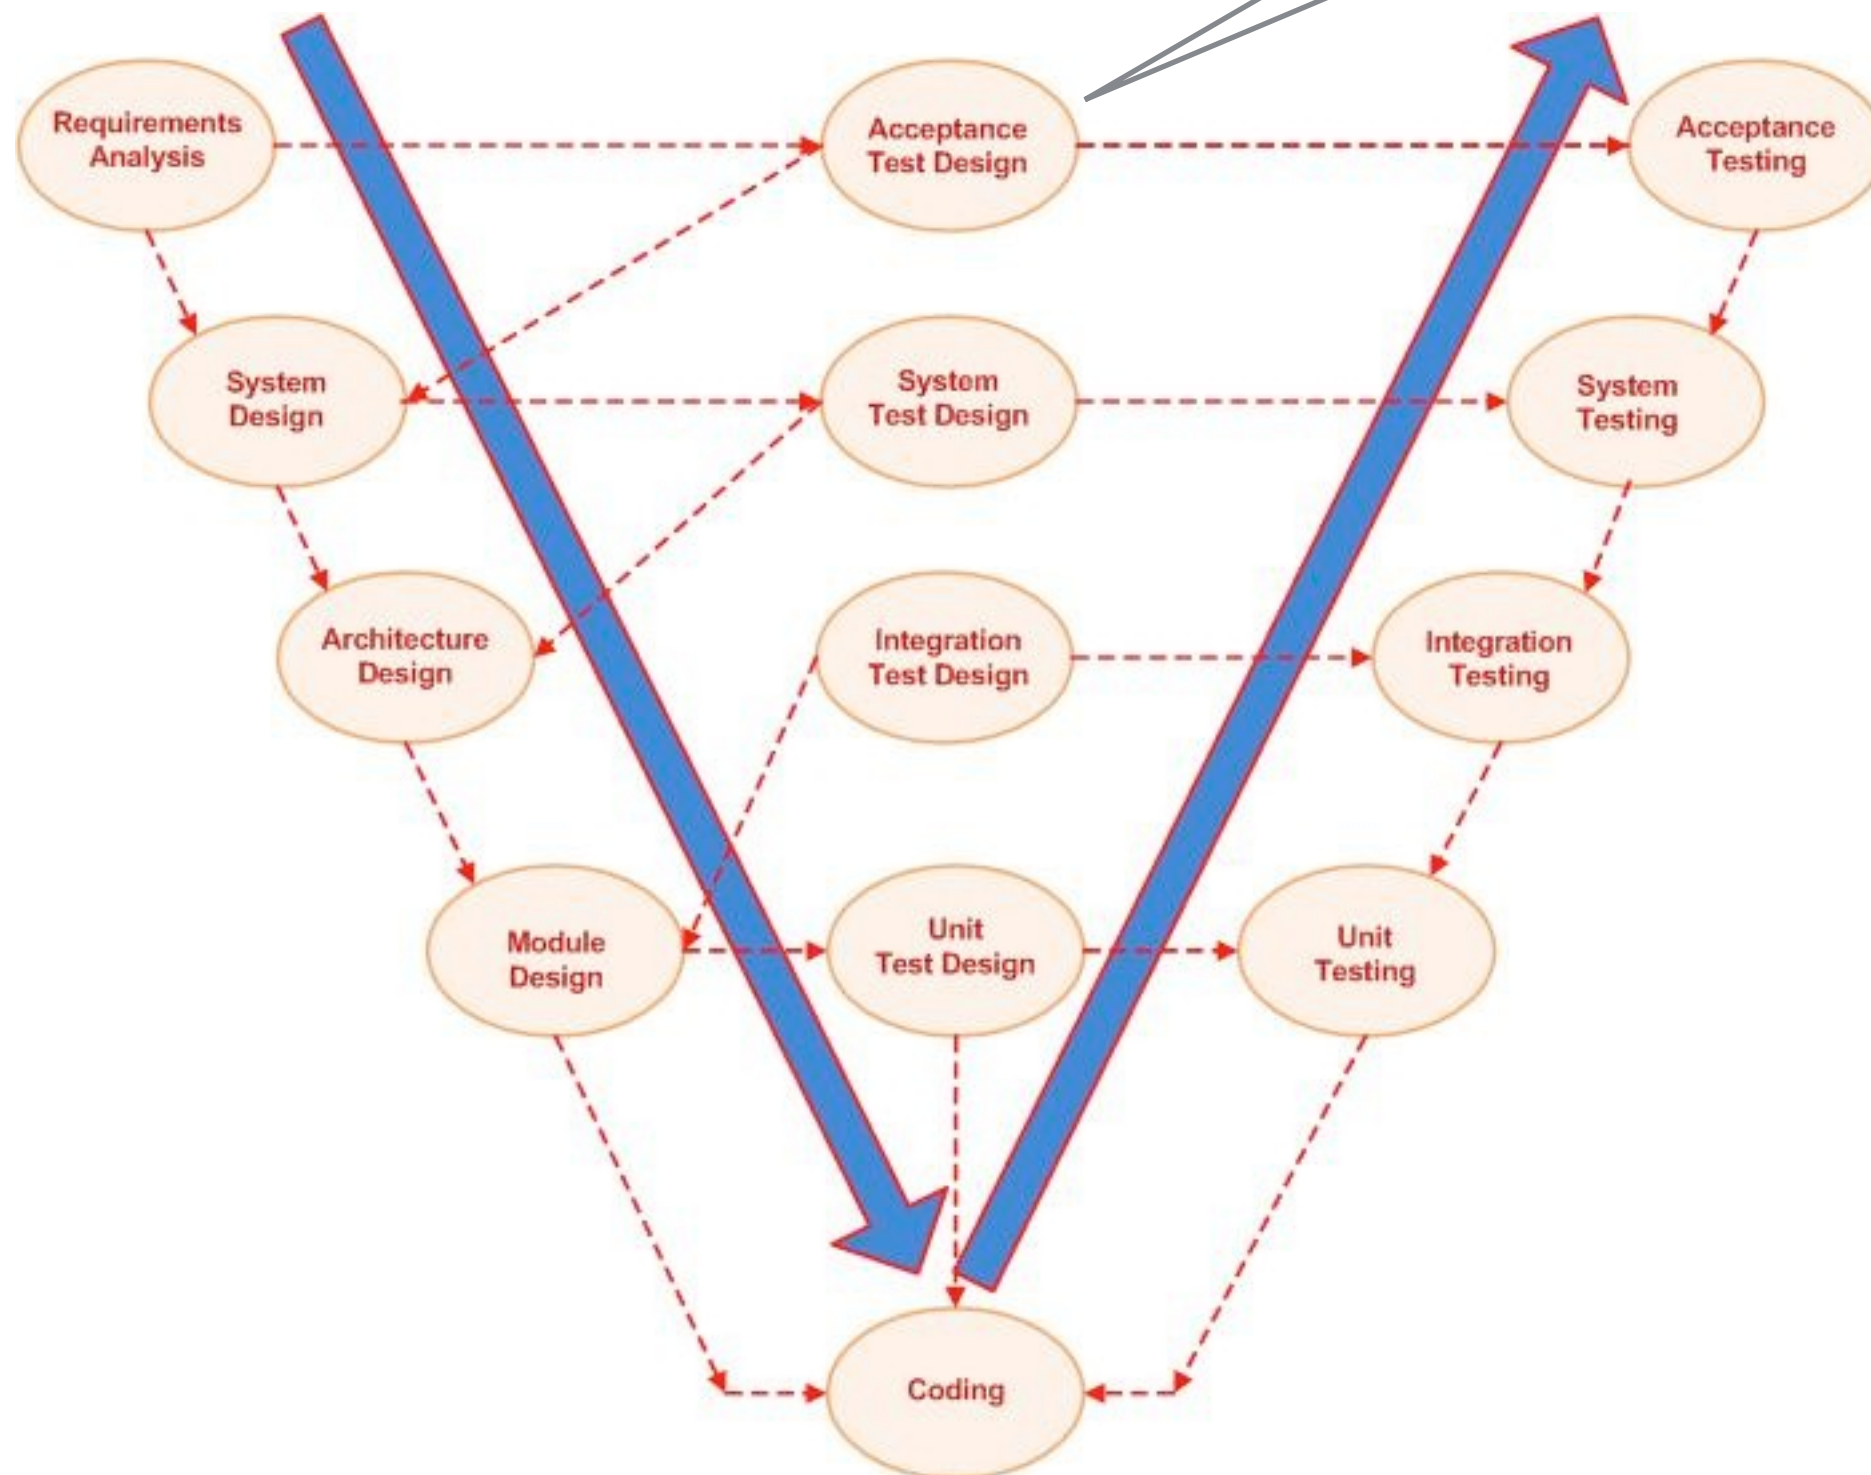 Requirements
Analysis
Acceptance
Test Design
Acceptance
Testing
System
Design
System
Test Design
System
Testing
Architecture
Design
Integration
Test Design
Integration
Testing
Module
Design
Unit
Test Design
Unit
Testing
Coding